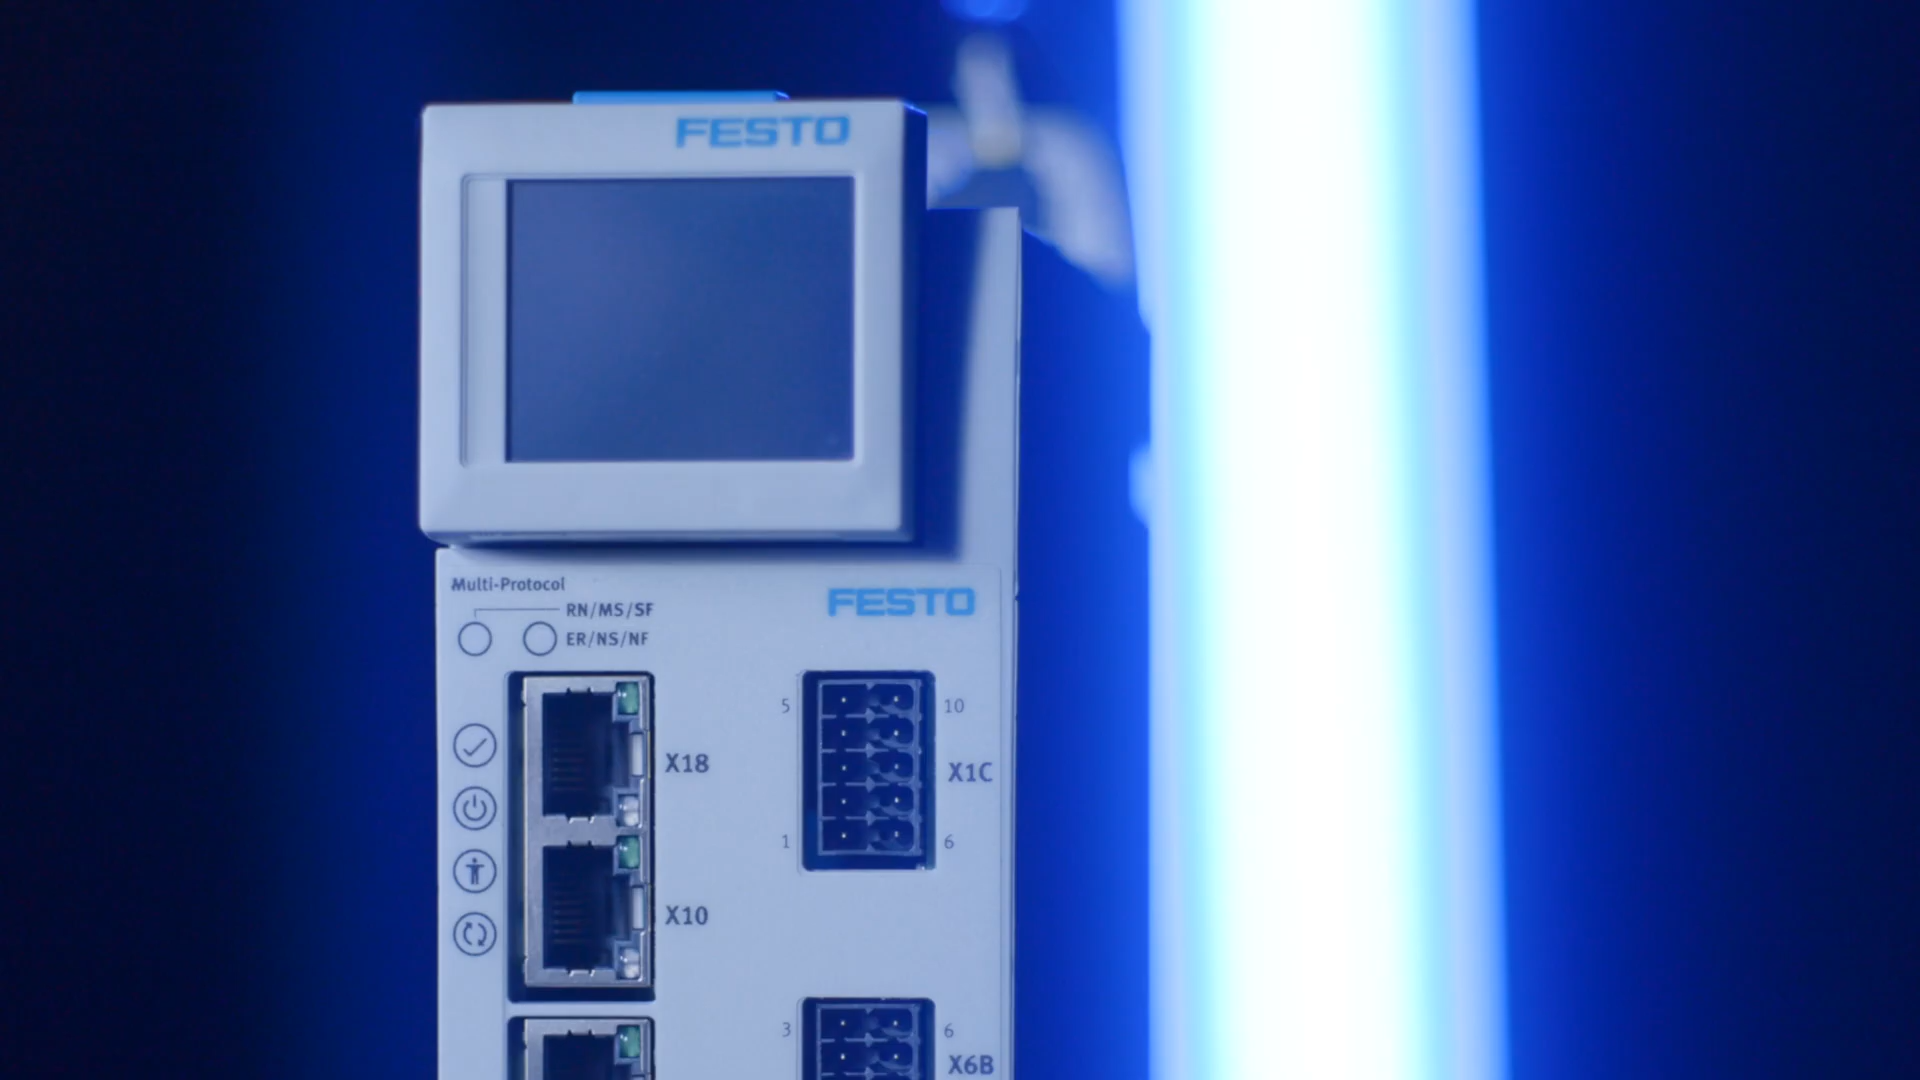 FESTO
Multi-Protocol
FESTO
RN/MS/SF
ER/NS/NF
5
10
X18
X1C
1
6
X10
3
6
X6B